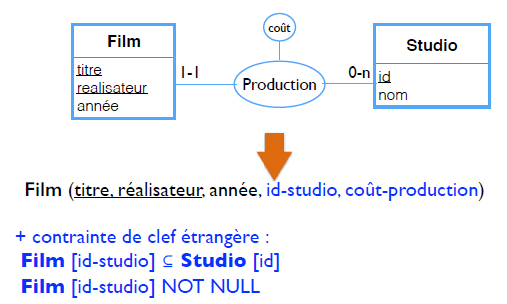 coût
Film
titre
realisateur
année
1-1
Production
0-n
Studio
id
nom
Film (titre, réalisateur, année, id-studio, coût-production)
+ contrainte de clef étrangère :
Film [id-studio] ⊆ Studio [id]
Film [id-studio] NOT NULL